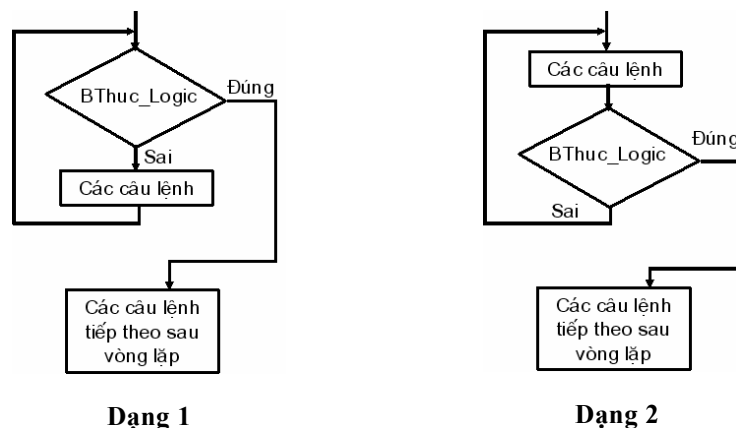 BThuc_Logic
Đúng
Sai
Các câu lệnh
Các câu lệnh
tiếp theo sau
vòng lặp
Dạng 1
Các câu lệnh
BThuc_Logic
Đúng
Sai
Các câu lệnh
tiếp theo sau
vòng lặp
Dạng 2